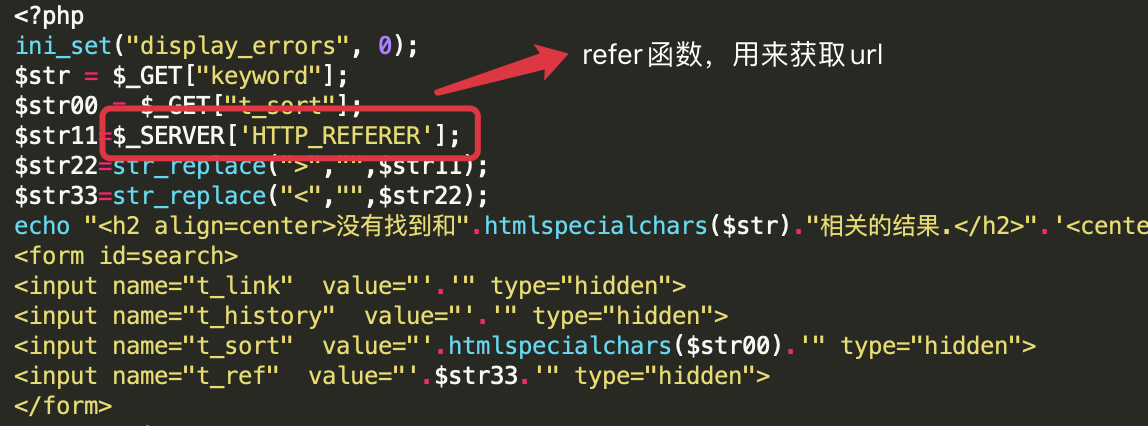 <?php
ini_set("display_errors", 0);
refer函数，用来获取url
$str = $_GET["keyword"];
$str00 = $_GET["t_sort"];
$str11=$_SERVER['HTTP_REFERER'];
$str22=str_replace(">","",$str11);
$str33=str_replace("<","",$str22);
echo "<h2 align=center>没有找到和".htmlspecialchars($str)."相关的结果.</h2>".'<cente
<form id=search>
<input name="t_link"  value="'.'" type="hidden">
<input name="t_history"  value="'.'" type="hidden">
<input name="t_sort"  value="'.htmlspecialchars($str00).'" type="hidden">
<input name="t_ref"  value="'.$str33.'" type="hidden">
</form>